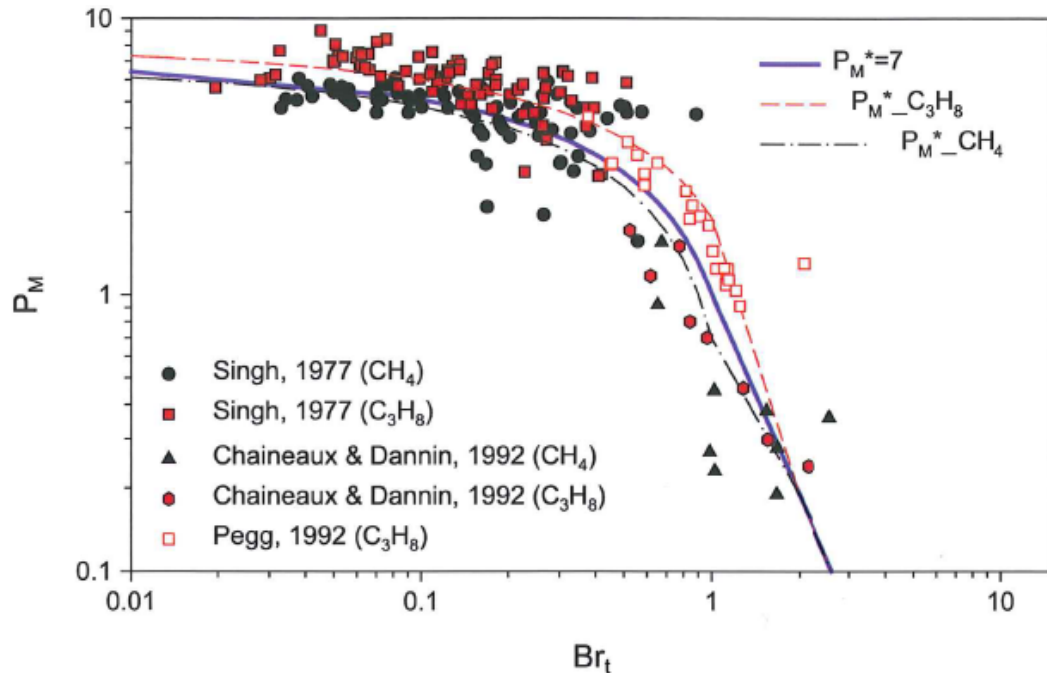 10
1
0.1
P_M
0.01 0.1 1 10
Br_t
P_M*=7
P_M*_C₃H₈
P_M*_CH₄
Singh, 1977 (CH₄)
Singh, 1977 (C₃H₈)
Chaineaux & Dannin, 1992 (CH₄)
Chaineaux & Dannin, 1992 (C₃H₈)
Pegg, 1992 (C₃H₈)